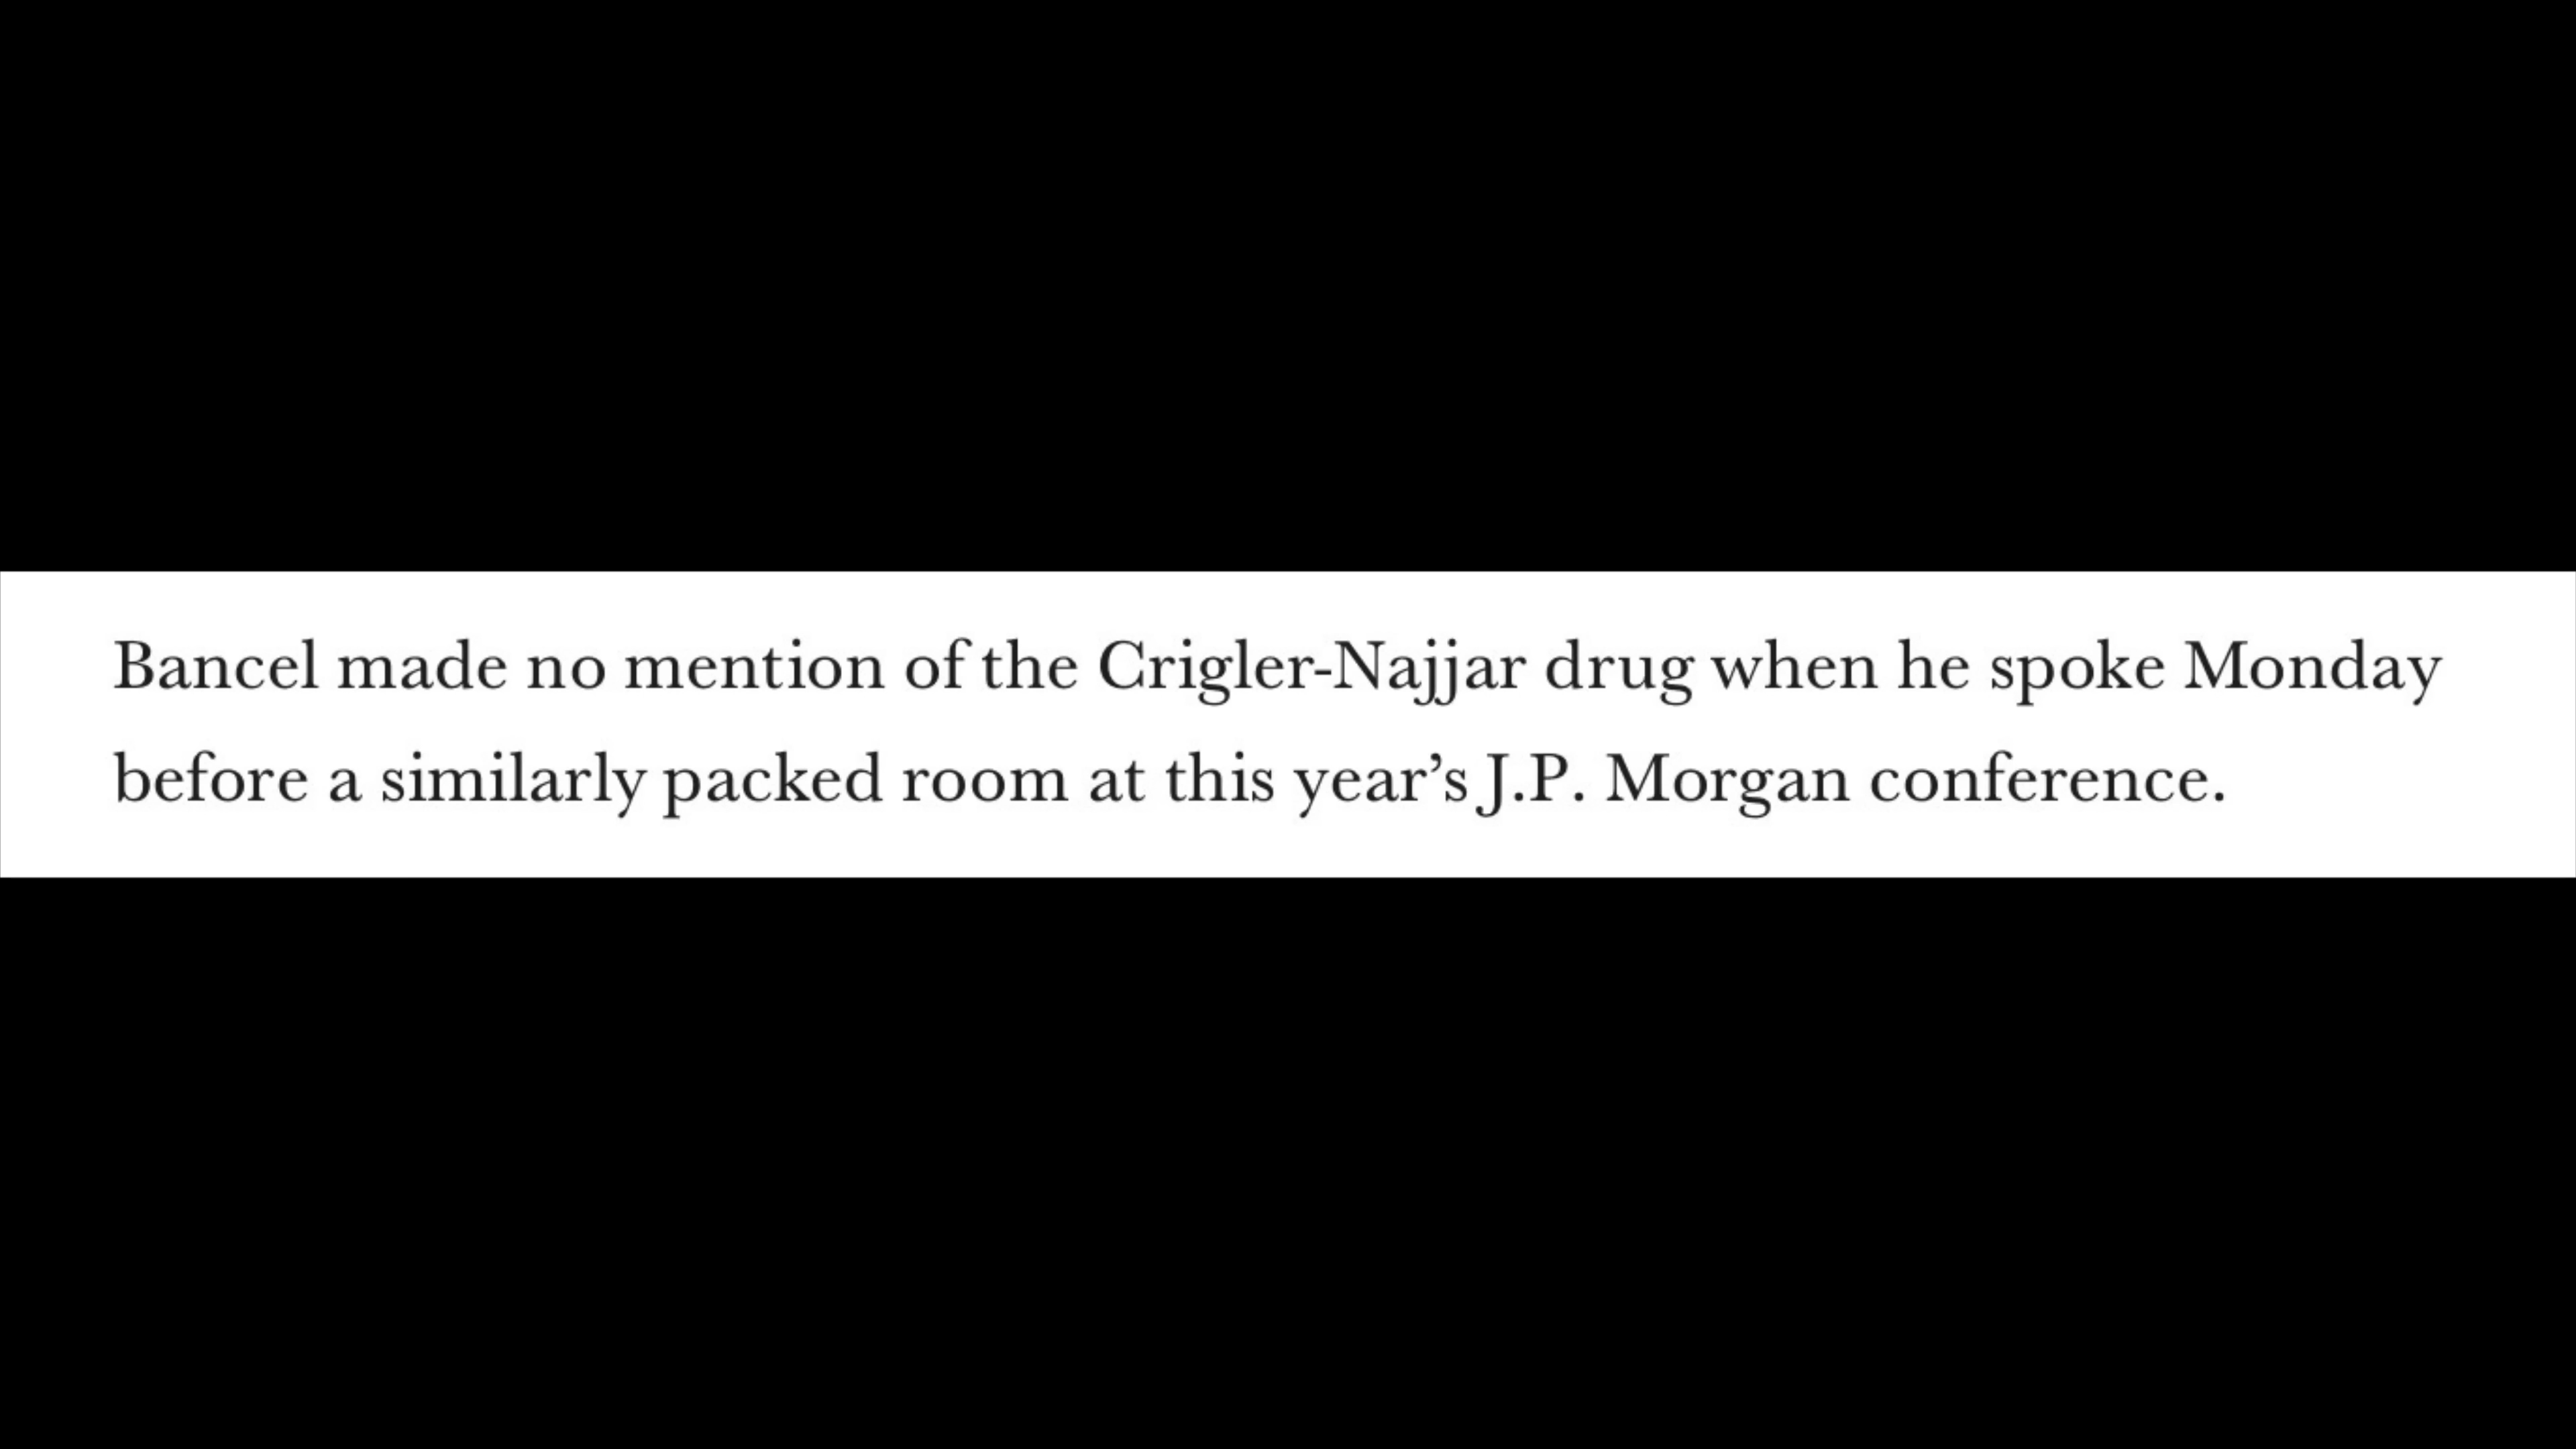 Bancel made no mention of the Crigler-Najjar drug when he spoke Monday
before a similarly packed room at this year’s J.P. Morgan conference.